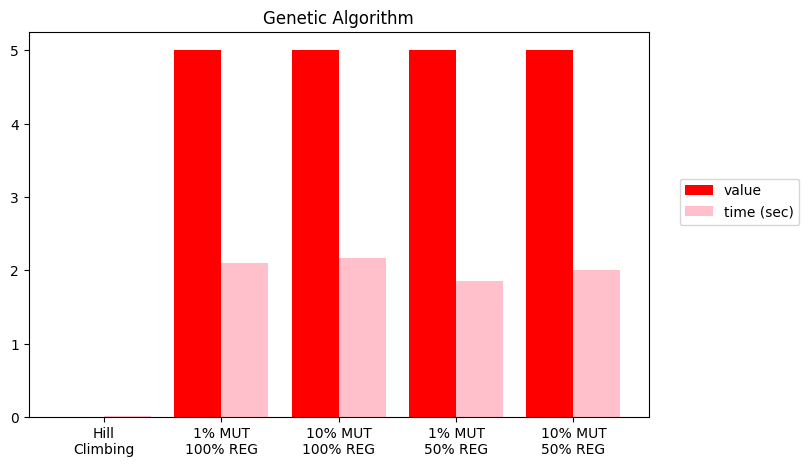 Genetic Algorithm
5
4
3
2
1
0
Hill
Climbing
1% MUT
100% REG
10% MUT
100% REG
1% MUT
50% REG
10% MUT
50% REG
value
time (sec)